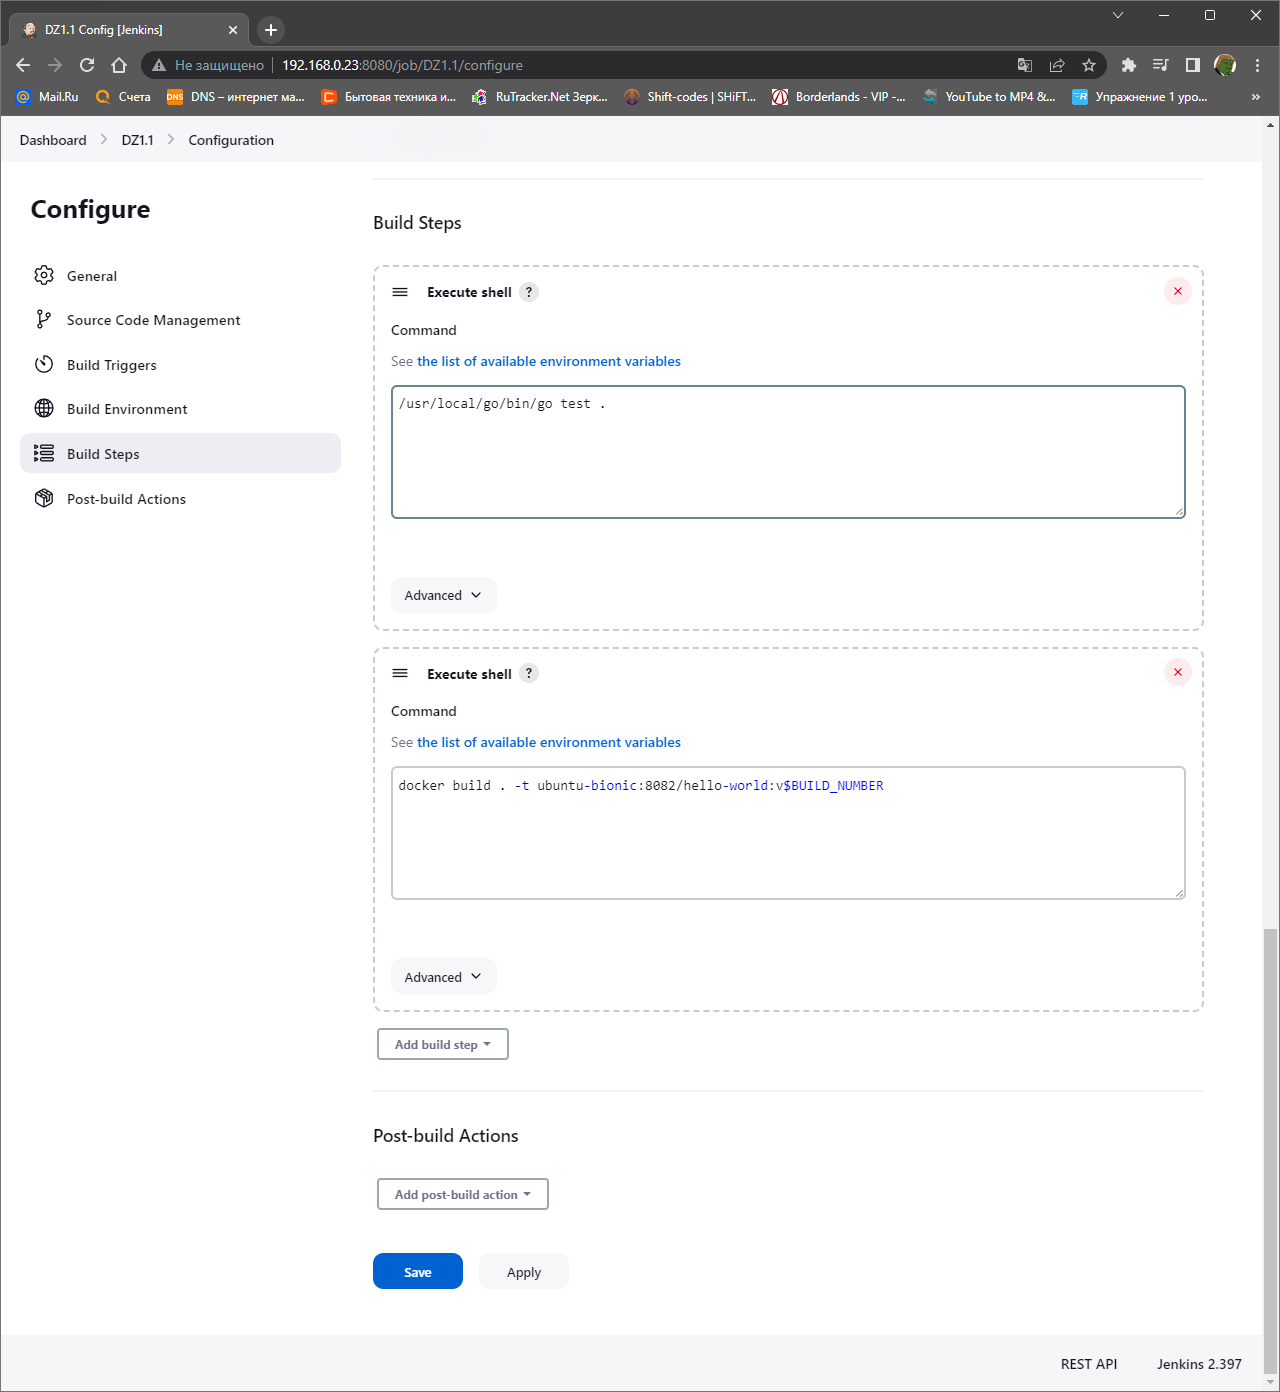 DZ1.1 Config [Jenkins]
Не защищено 192.168.0.23:8080/job/DZ1.1/configure
Mail.Ru Счета DNS – интернет ма... Бытовая техника и... RuTracker.Net Зерк... Shift-codes | SHiFT... Borderlands - VIP -... YouTube to MP4 &... Упражнение 1 уро... »
Dashboard DZ1.1 Configuration
Configure
General
Source Code Management
Build Triggers
Build Environment
Build Steps
Post-build Actions
Build Steps
Execute shell ?
Command
See the list of available environment variables
/usr/local/go/bin/go test .
Advanced
Execute shell ?
Command
See the list of available environment variables
docker build . -t ubuntu-bionic:8082/hello-world:v$BUILD_NUMBER
Advanced
Add build step
Post-build Actions
Add post-build action
Save Apply
REST API Jenkins 2.397